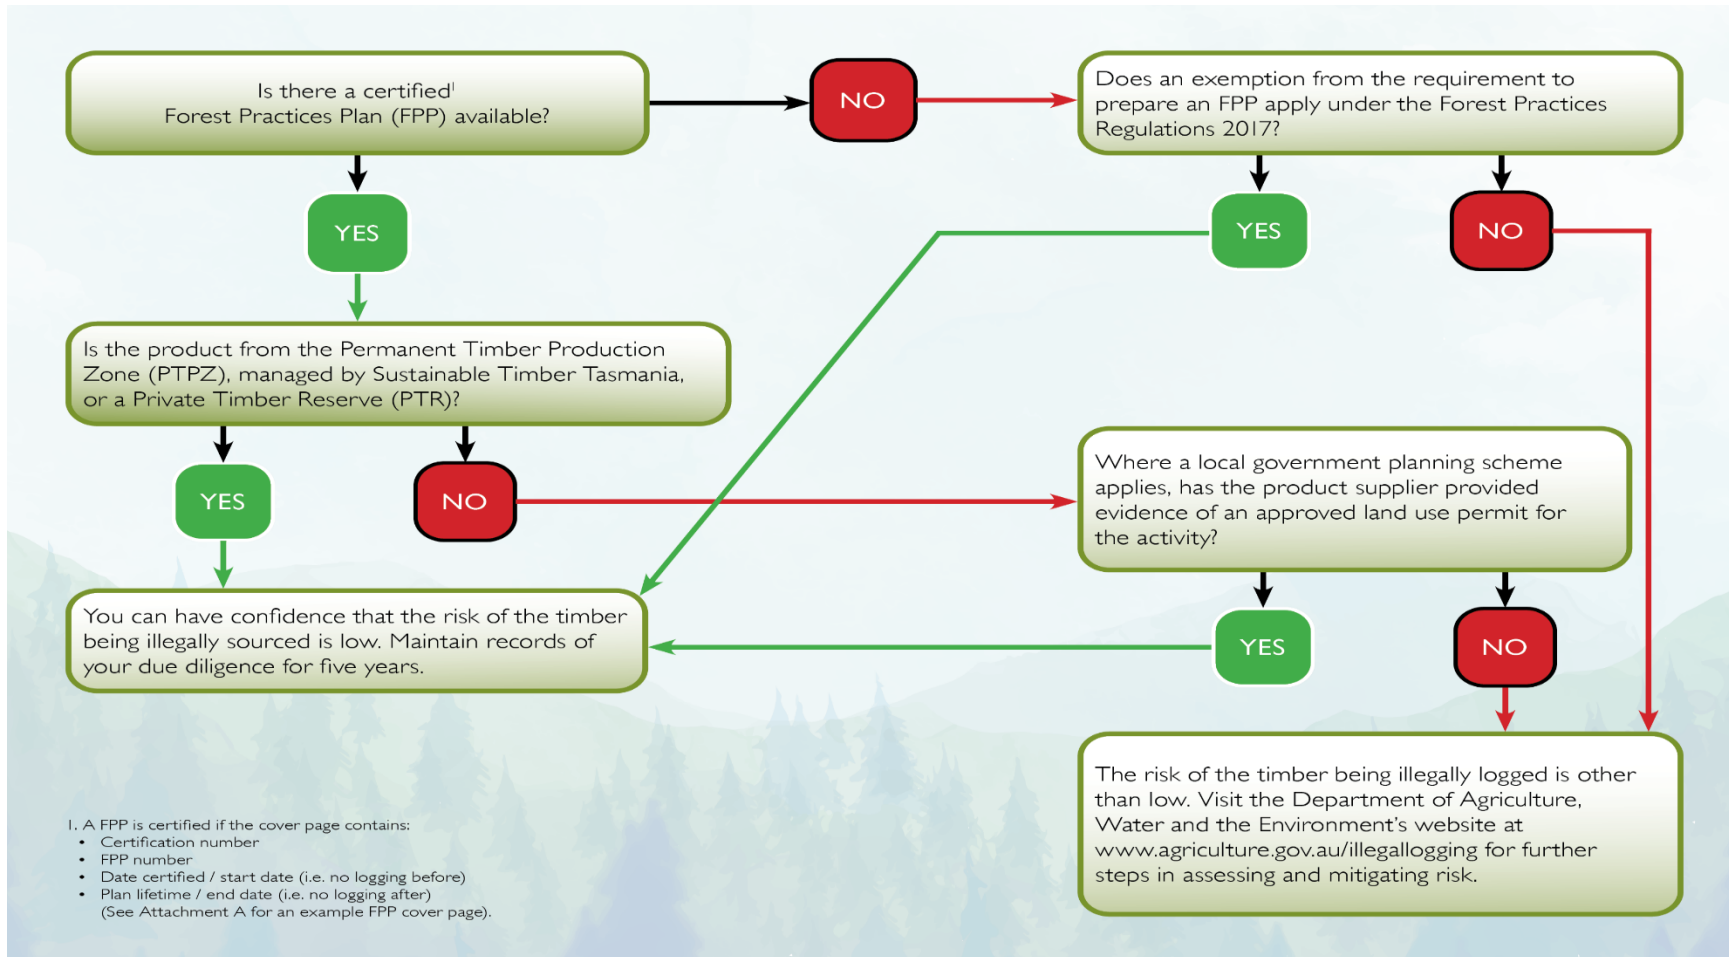 Is there a certified¹
Forest Practices Plan (FPP) available?
NO
Does an exemption from the requirement to
prepare an FPP apply under the Forest Practices
Regulations 2017?
YES
YES
NO
Is the product from the Permanent Timber Production
Zone (PTPZ), managed by Sustainable Timber Tasmania,
or a Private Timber Reserve (PTR)?
YES
NO
Where a local government planning scheme
applies, has the product supplier provided
evidence of an approved land use permit for
the activity?
You can have confidence that the risk of the timber
being illegally sourced is low. Maintain records of
your due diligence for five years.
YES
NO
The risk of the timber being illegally logged is other
than low. Visit the Department of Agriculture,
Water and the Environment's website at
www.agriculture.gov.au/illegallogging for further
steps in assessing and mitigating risk.
1. A FPP is certified if the cover page contains:
• Certification number
• FPP number
• Date certified / start date (i.e. no logging before)
• Plan lifetime / end date (i.e. no logging after)
(See Attachment A for an example FPP cover page).